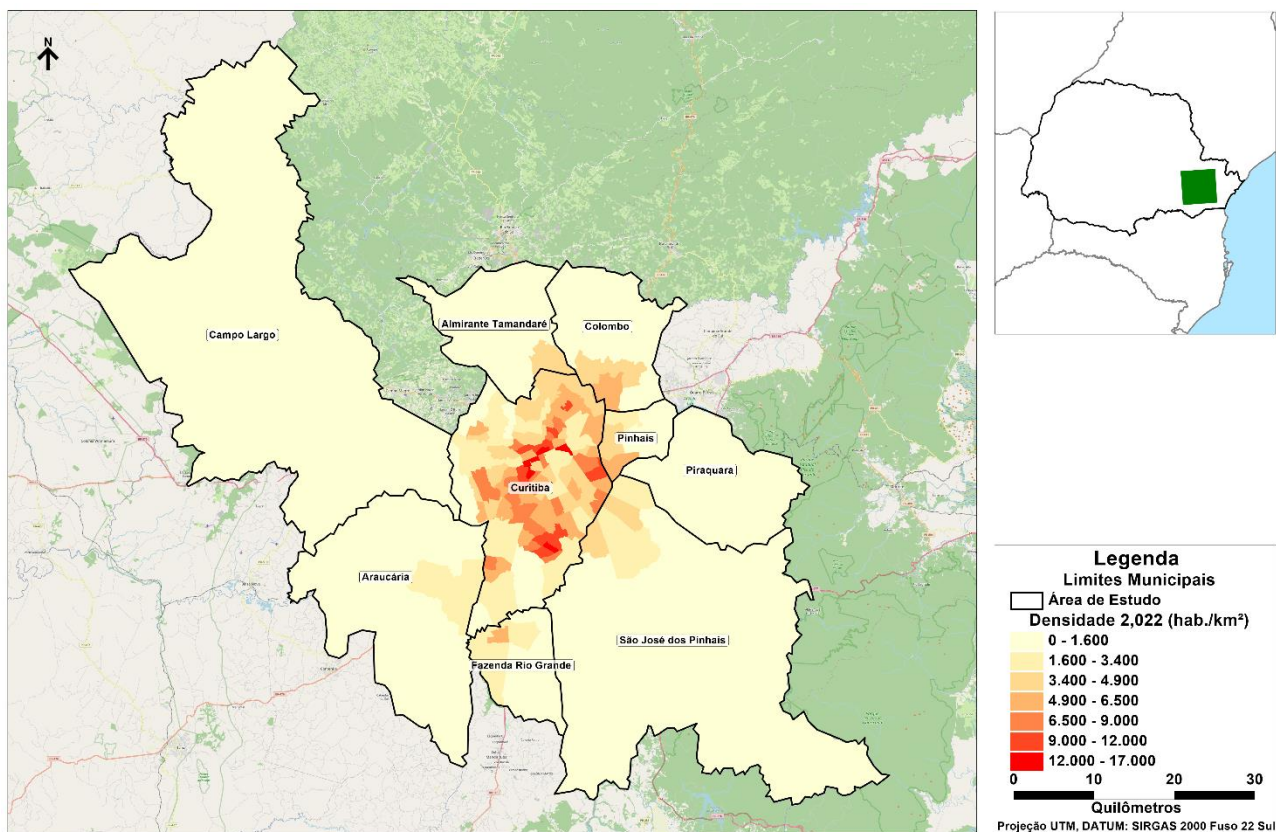 N
Almirante Tamandaré
Colombo
Campo Largo
Pinhais
Piraquara
Curitiba
Araucária
São José dos Pinhais
Fazenda Rio Grande
Legenda
Limites Municipais
Área de Estudo
Densidade 2,022 (hab./km²)
0 - 1.600
1.600 - 3.400
3.400 - 4.900
4.900 - 6.500
6.500 - 9.000
9.000 - 12.000
12.000 - 17.000
0 10 20 30
Quilômetros
Projeção UTM, DATUM: SIRGAS 2000 Fuso 22 Sul